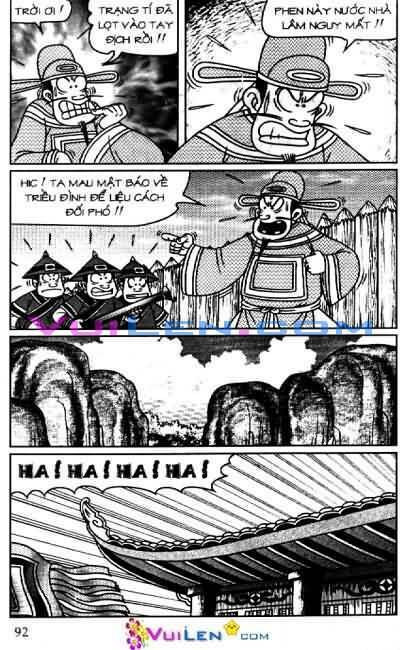 TRỜI ƠI !
TRẠNG TÍ ĐÃ
LỌT VÀO TAY
ĐỊCH RỒI !!
PHEN NÀY NƯỚC NHÀ
LÂM NGUY MẤT !!
HIC ! TA MAU MẬT BÁO VỀ
TRIỀU ĐÌNH ĐỂ LIỆU CÁCH
ĐỐI PHÓ !!
VUILEN.COM
HA! HA! HA! HA!
92
VUILEN COM